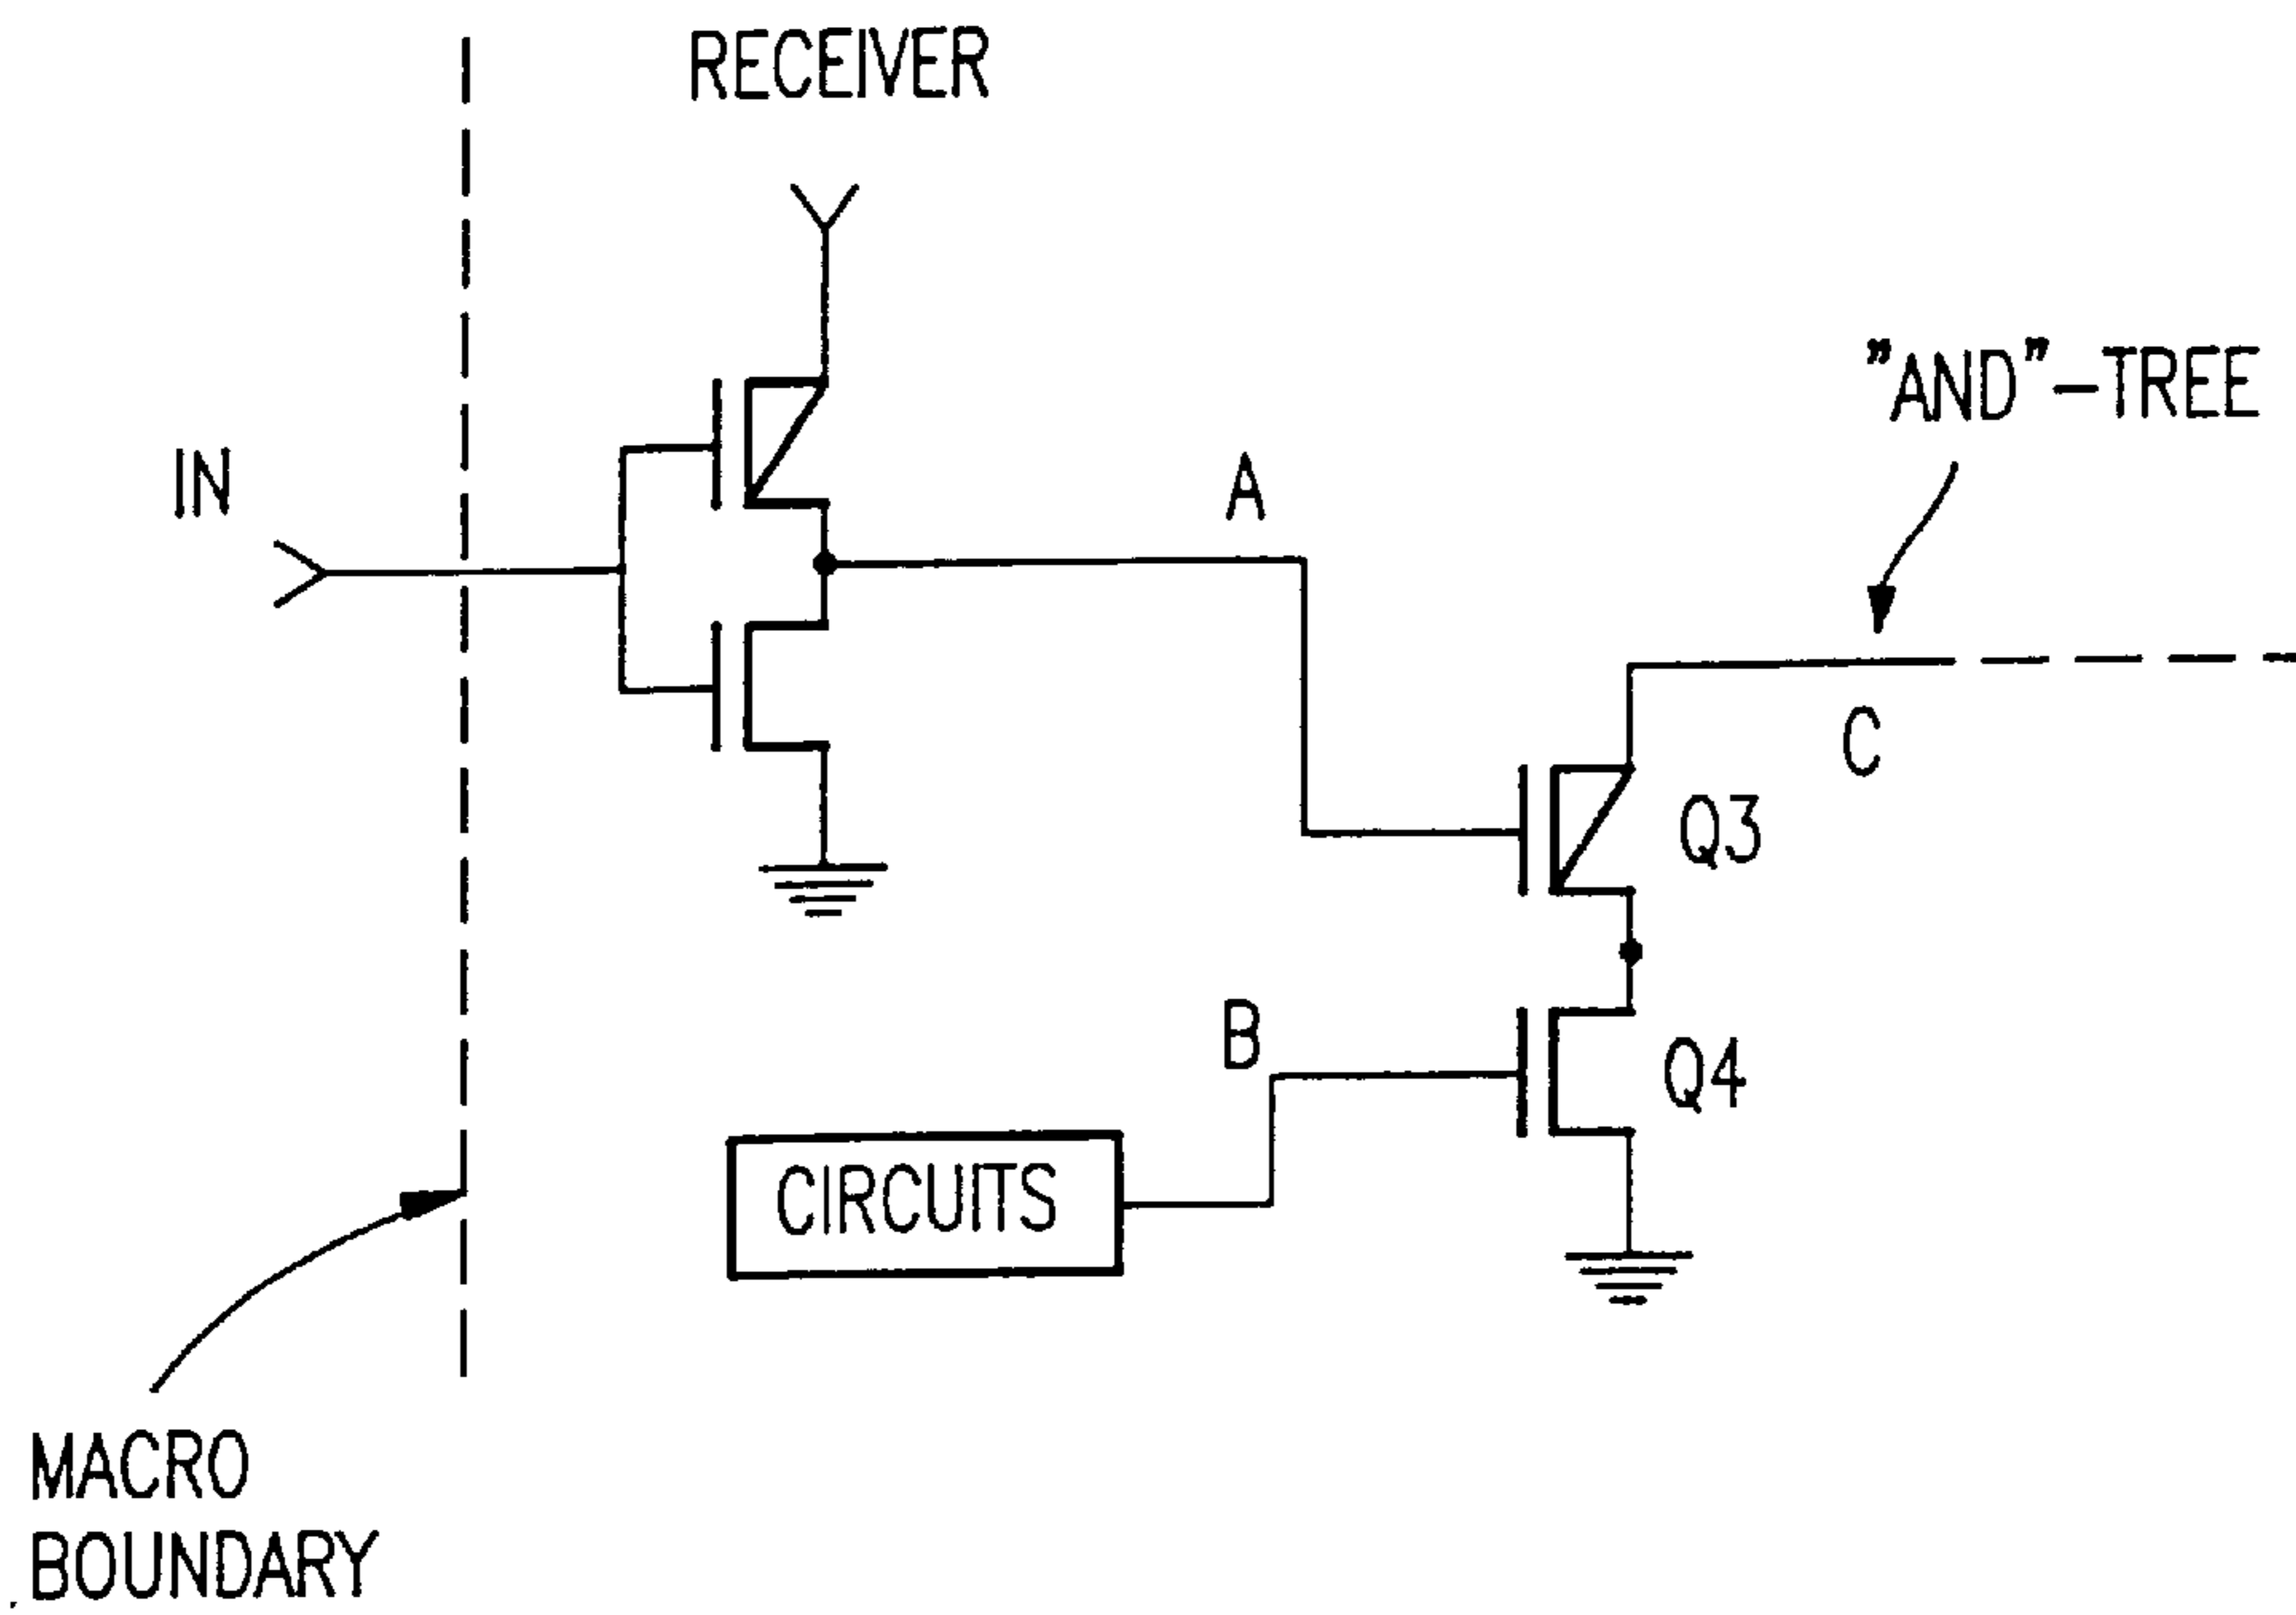 RECEIVER
"AND"-TREE
IN
A
C
Q3
B
Q4
CIRCUITS
MACRO
BOUNDARY